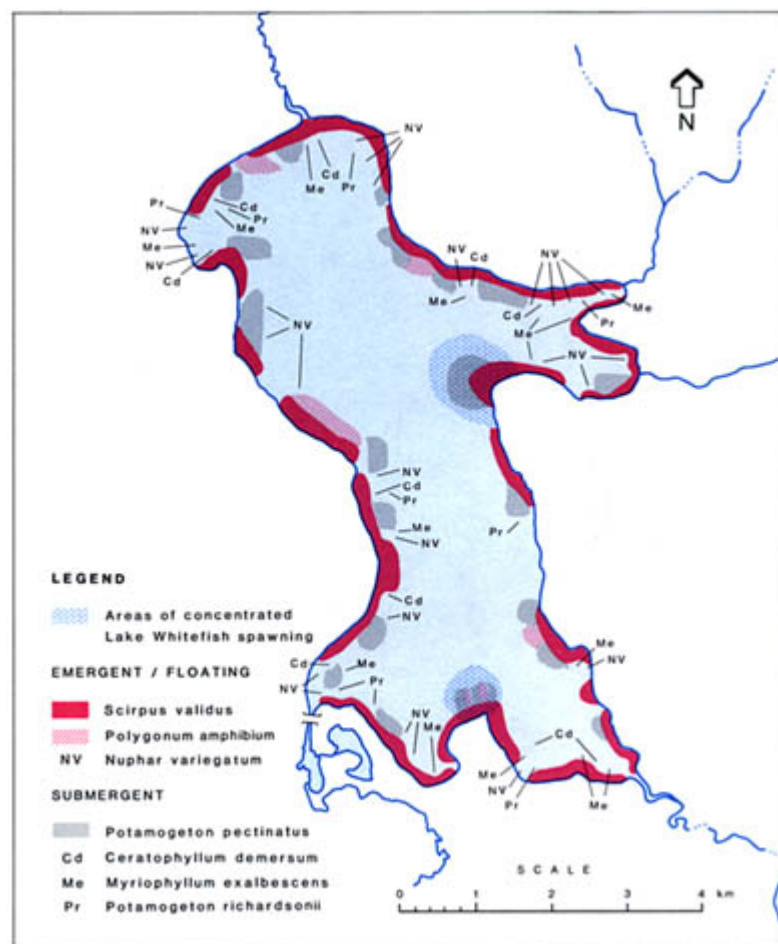 N
NV
Cd
Me
Pr
Pr
Cd
Pr
NV
Me
Me
NV
Cd
NV
Cd
NV
Me
Cd
Me
Pr
Me
NV
NV
NV
Cd
Pr
Me
NV
Pr
Cd
NV
Me
NV
Cd
Me
Pr
NV
NV
Me
Cd
Me
NV
Pr
Me
LEGEND
Areas of concentrated
Lake Whitefish spawning
EMERGENT / FLOATING
Scirpus validus
Polygonum amphibium
NV Nuphar variegatum
SUBMERGENT
Potamogeton pectinatus
Cd Ceratophyllum demersum
Me Myriophyllum exalbescens
Pr Potamogeton richardsonii
SCALE
0 1 2 3 4 km